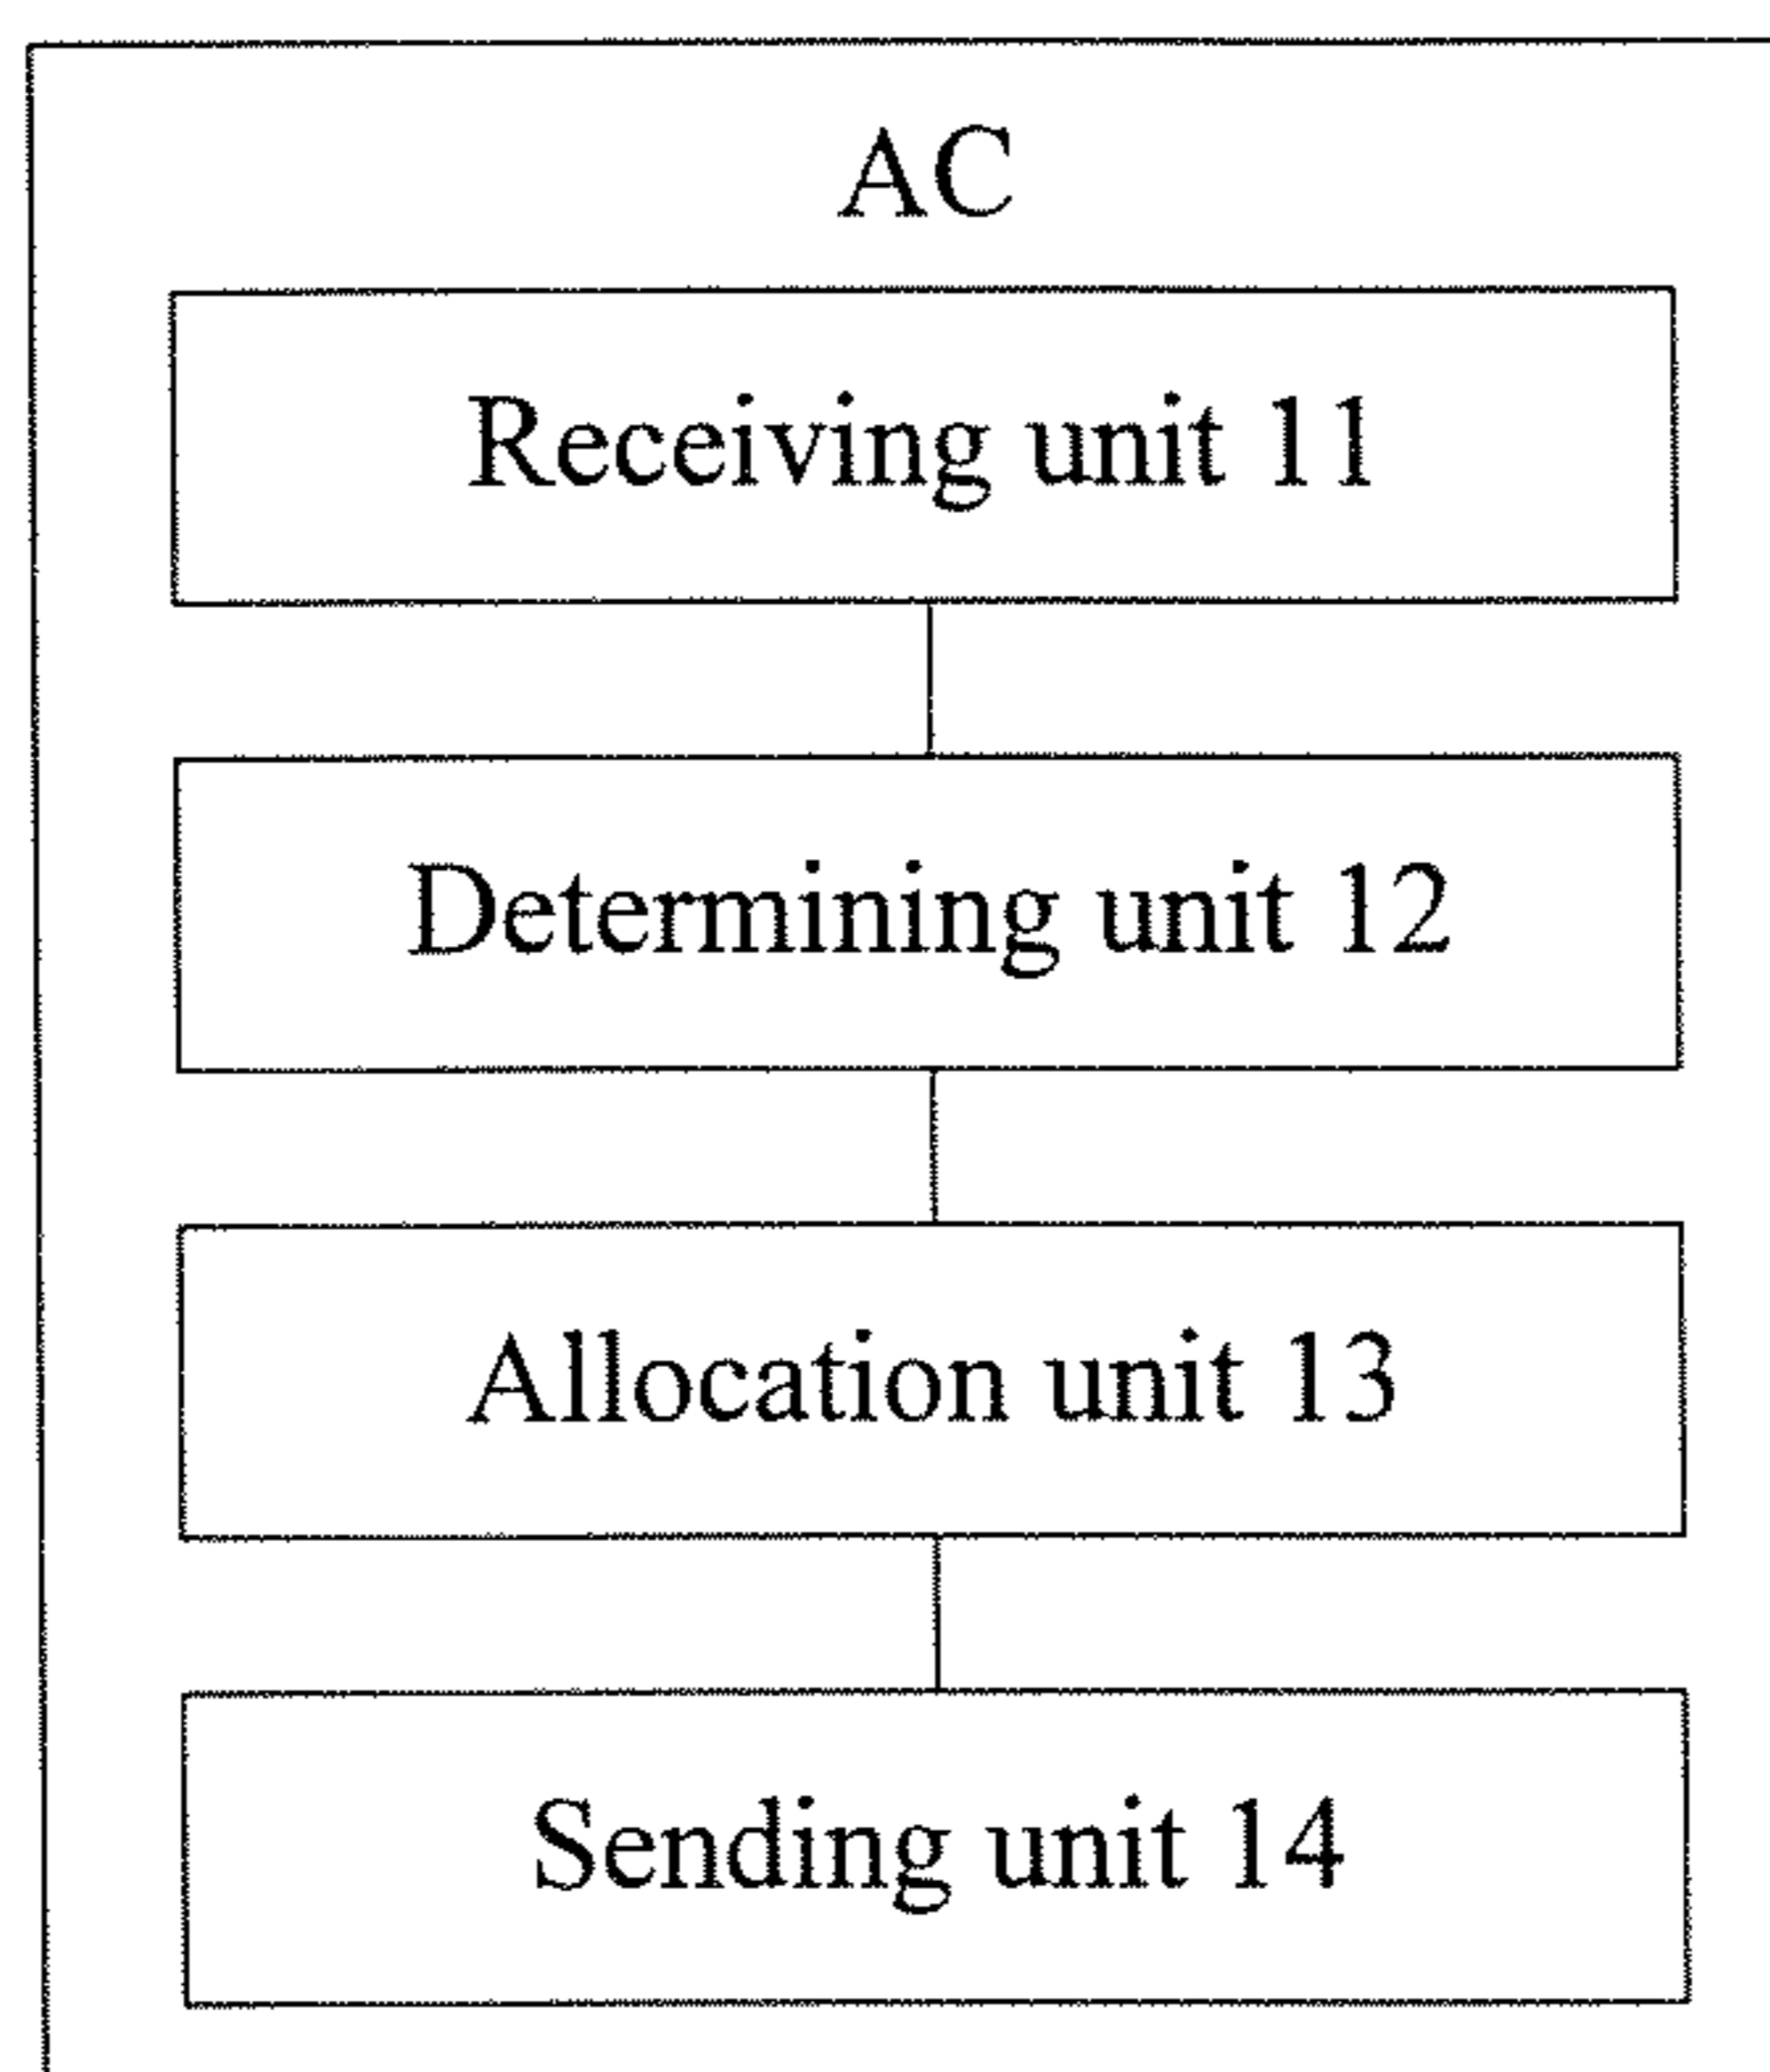 AC
Receiving unit 11
Determining unit 12
Allocation unit 13
Sending unit 14